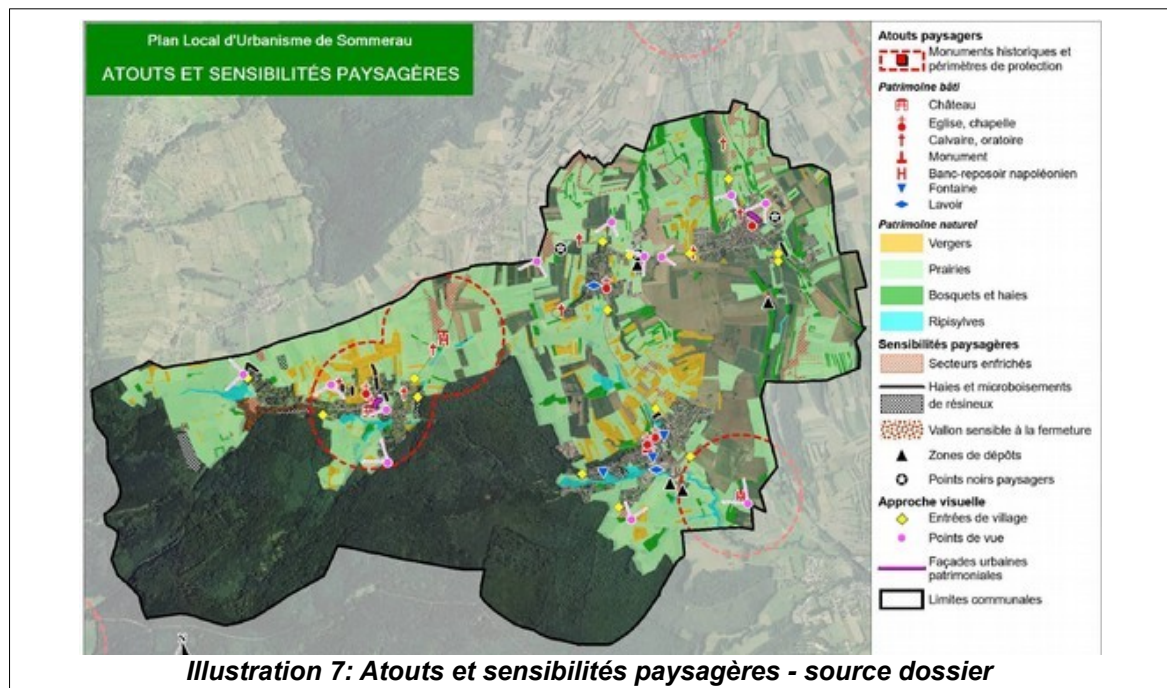 Plan Local d'Urbanisme de Sommerau
ATOUTS ET SENSIBILITÉS PAYSAGÈRES
Atouts paysagers
Monuments historiques et
périmètres de protection
Patrimoine bâti
Château
Eglise, chapelle
Calvaire, oratoire
Monument
Banc-reposoir napoléonien
Fontaine
Lavoir
Patrimoine naturel
Vergers
Prairies
Bosquets et haies
Ripisylves
Sensibilités paysagères
Secteurs enfrichés
Haies et microboisements
de résineux
Vallon sensible à la fermeture
Zones de dépôts
Points noirs paysagers
Approche visuelle
Entrées de village
Points de vue
Façades urbaines
patrimoniales
Limites communales
N
Illustration 7: Atouts et sensibilités paysagères - source dossier